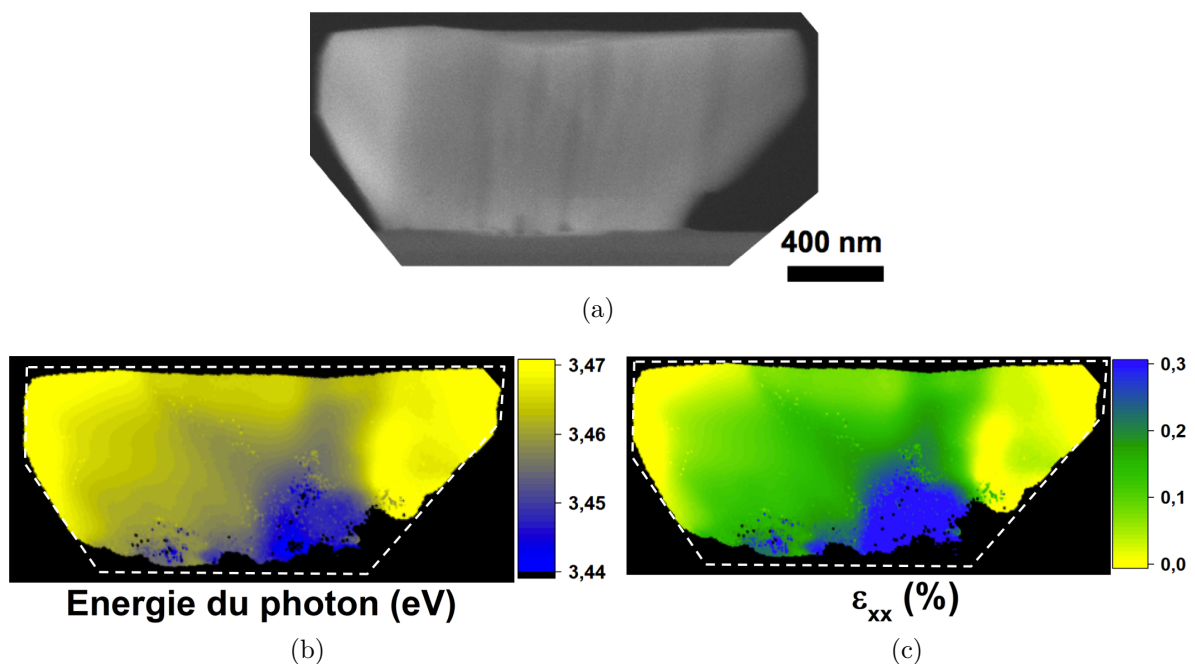 400 nm
(a)
3,47
3,46
3,45
3,44
Energie du photon (eV)
(b)
0,3
0,2
0,1
0,0
εxx (%)
(c)